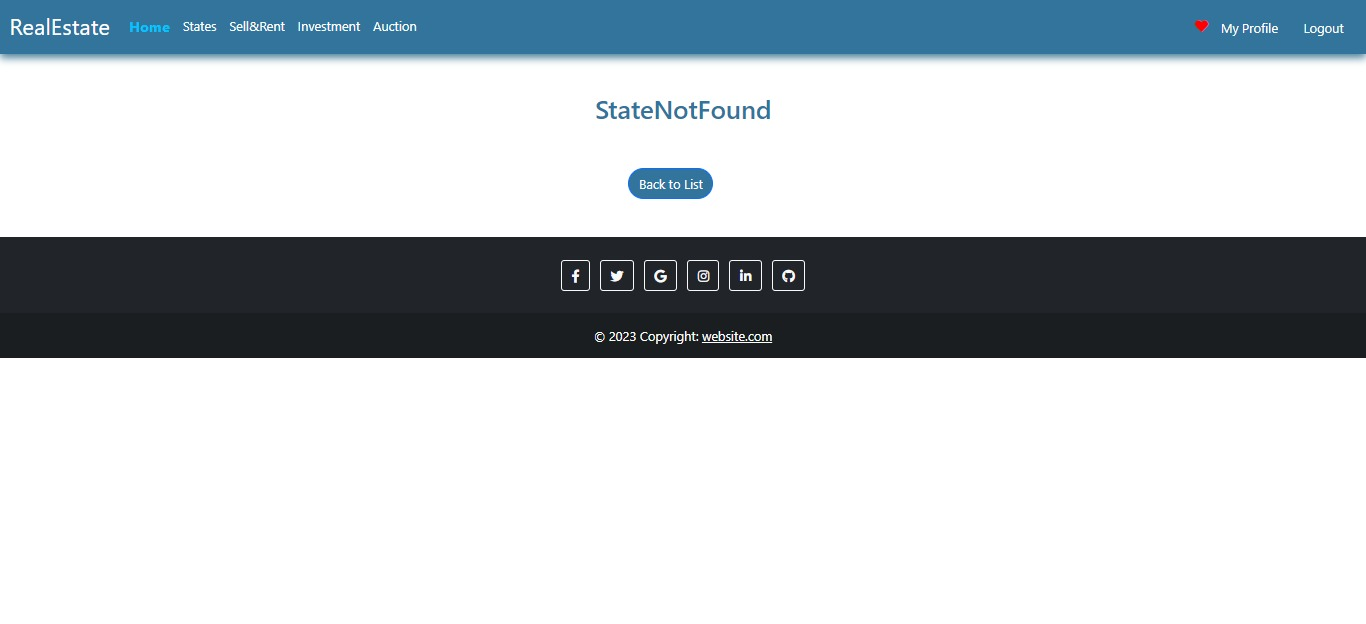 RealEstate Home States Sell&Rent Investment Auction My Profile Logout
StateNotFound
Back to List
© 2023 Copyright: website.com